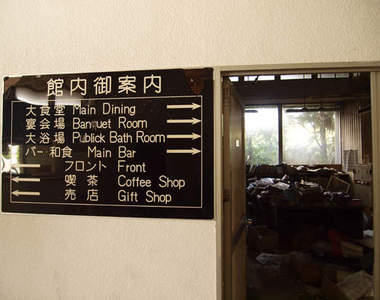 館内御案内
大食堂 Main Dining
宴会場 Banquet Room
大浴場 Publick Bath Room
バー 和食 Main Bar
フロント Front
喫茶 Coffee Shop
売店 Gift Shop